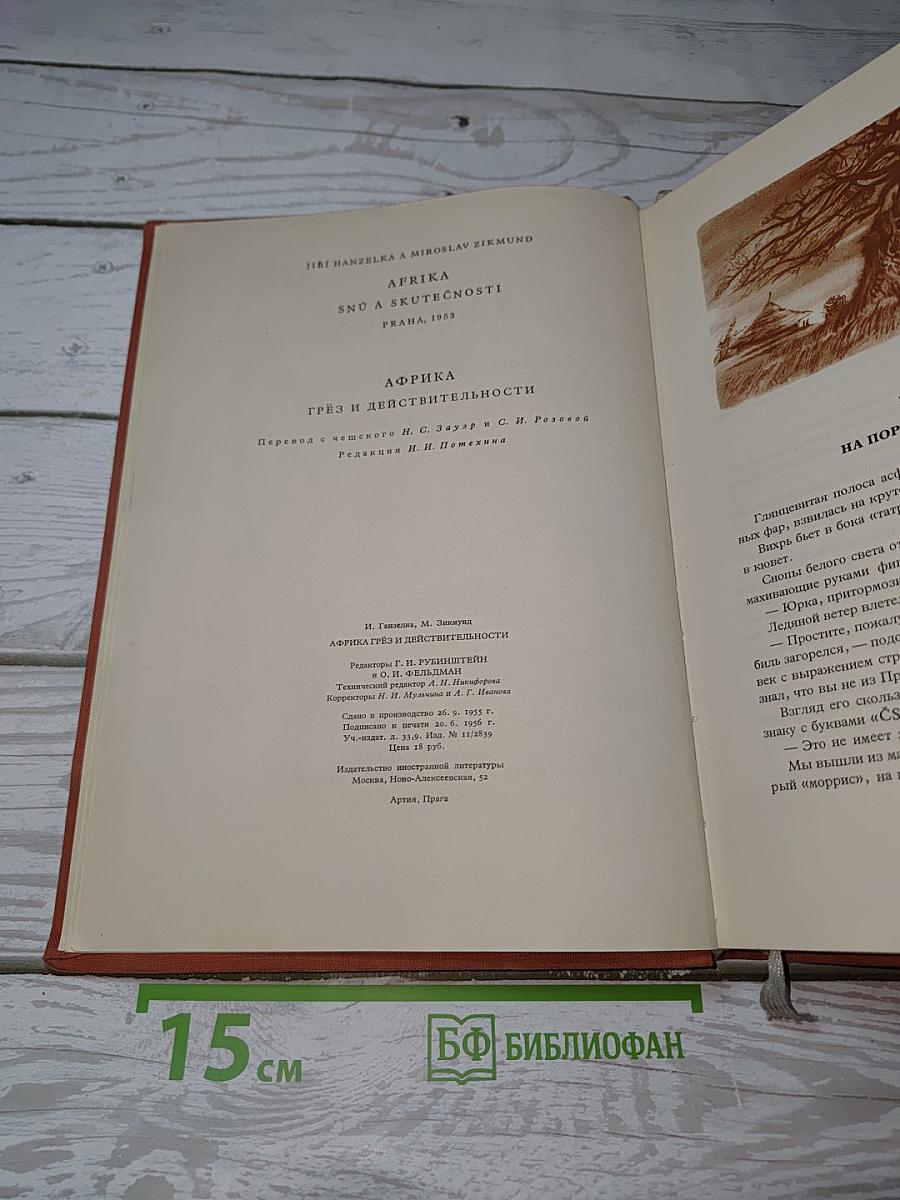 JIŘÍ HANZELKA A MIROSLAV ZIKMUND
AFRIKA
SNŮ A SKUTEČNOSTI
PRAHA, 1953
АФРИКА
ГРЁЗ И ДЕЙСТВИТЕЛЬНОСТИ
Перевод с чешского Н. С. Зауэр и С. И. Розовой
Редакция И. И. Потехина
И. Ганзелка, М. Зикмунд
АФРИКА ГРЁЗ И ДЕЙСТВИТЕЛЬНОСТИ
Редакторы Г. И. РУБИНШТЕЙН
и О. И. ФЕЛЬДМАН
Технический редактор А. Н. Никифорова
Корректоры Н. И. Мульчина и А. Г. Иванова
Сдано в производство 26. 9. 1955 г.
Подписано к печати 20. 6. 1956 г.
Уч.-издат. л. 33,9. Изд. № 11/2839
Цена 18 руб.
Издательство иностранной литературы
Москва, Ново-Алексеевская, 52
Артия, Прага
НА ПОР
Глянцевитая полоса асф
ных фар, взвилась на круто
Вихрь бьет в бока «татр
в кювет.
Снопы белого света от
махивающие руками фиг
— Юрка, притормози
Ледяной ветер влетел
— Простите, пожалу
биль загорелся, — подо
век с выражением стр
знал, что вы не из Пр
Взгляд его скольз
знаку с буквами «ČS
— Это не имеет з
Мы вышли из ма
рый «моррис», на
15 см
БФ БИБЛИОФАН